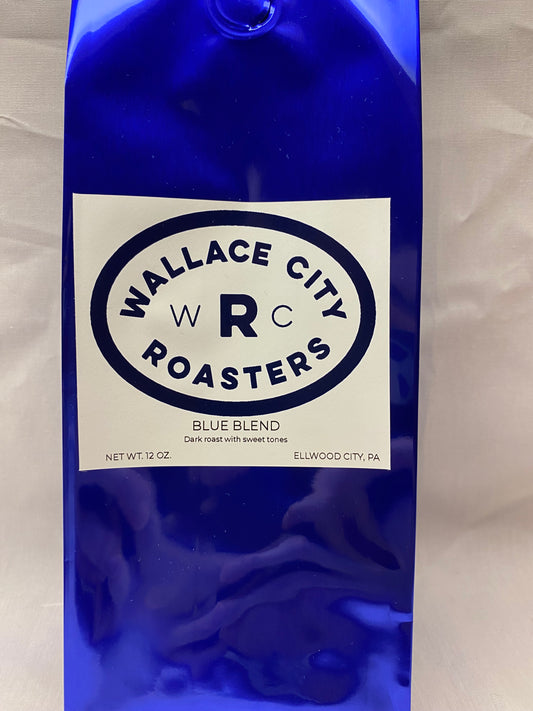 WALLACE CITY
W R C
ROASTERS
BLUE BLEND
Dark roast with sweet tones
NET WT. 12 OZ. ELLWOOD CITY, PA